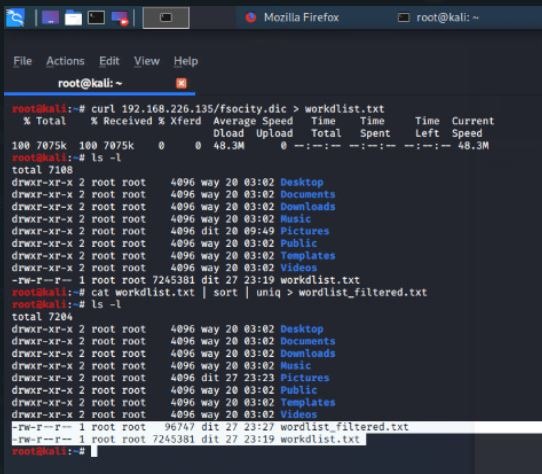 Mozilla Firefox
root@kali: ~
File Actions Edit View Help
root@kali: ~
root@kali:~# curl 192.168.226.135/fsocity.dic > workdlist.txt
% Total % Received % Xferd Average Speed Time Time Time Current
Dload Upload Total Spent Left Speed
100 7075k 100 7075k 0 0 48.3M 0 --:--:-- --:--:-- --:--:-- 48.3M
root@kali:~# ls -l
total 7108
drwxr-xr-x 2 root root 4096 way 20 03:02 Desktop
drwxr-xr-x 2 root root 4096 way 20 03:02 Documents
drwxr-xr-x 2 root root 4096 way 20 03:02 Downloads
drwxr-xr-x 2 root root 4096 way 20 03:02 Music
drwxr-xr-x 2 root root 4096 dit 20 09:49 Pictures
drwxr-xr-x 2 root root 4096 way 20 03:02 Public
drwxr-xr-x 2 root root 4096 way 20 03:02 Templates
drwxr-xr-x 2 root root 4096 way 20 03:02 Videos
-rw-r--r-- 1 root root 7245381 dit 27 23:19 workdlist.txt
root@kali:~# cat workdlist.txt | sort | uniq > wordlist_filtered.txt
root@kali:~# ls -l
total 7204
drwxr-xr-x 2 root root 4096 way 20 03:02 Desktop
drwxr-xr-x 2 root root 4096 way 20 03:02 Documents
drwxr-xr-x 2 root root 4096 way 20 03:02 Downloads
drwxr-xr-x 2 root root 4096 way 20 03:02 Music
drwxr-xr-x 2 root root 4096 dit 27 23:23 Pictures
drwxr-xr-x 2 root root 4096 way 20 03:02 Public
drwxr-xr-x 2 root root 4096 way 20 03:02 Templates
drwxr-xr-x 2 root root 4096 way 20 03:02 Videos
-rw-r--r-- 1 root root 96747 dit 27 23:27 wordlist_filtered.txt
-rw-r--r-- 1 root root 7245381 dit 27 23:19 workdlist.txt
root@kali:~#